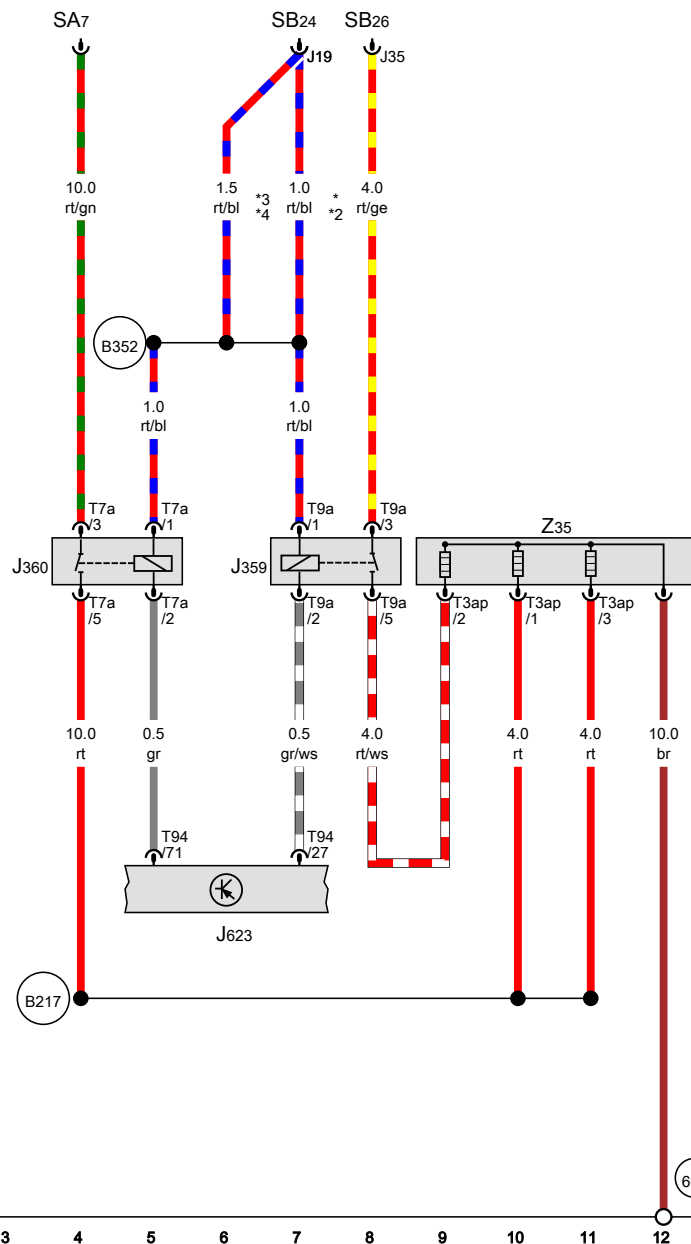 SA7 SB24 SB26
J19 J35
10.0 1.5 *3 1.0 * 4.0
rt/gn rt/bl *4 rt/bl *2 rt/ge
B352
1.0 1.0
rt/bl rt/bl
T7a T7a T9a T9a
/3 /1 /1 /3
Z35
J360 J359
T7a T7a T9a T9a T3ap T3ap T3ap
/5 /2 /2 /5 /2 /1 /3
10.0 0.5 0.5 4.0 4.0 4.0 10.0
rt gr gr/ws rt/ws rt rt br
T94 T94
/71 /27
J623
B217
3 4 5 6 7 8 9 10 11 12